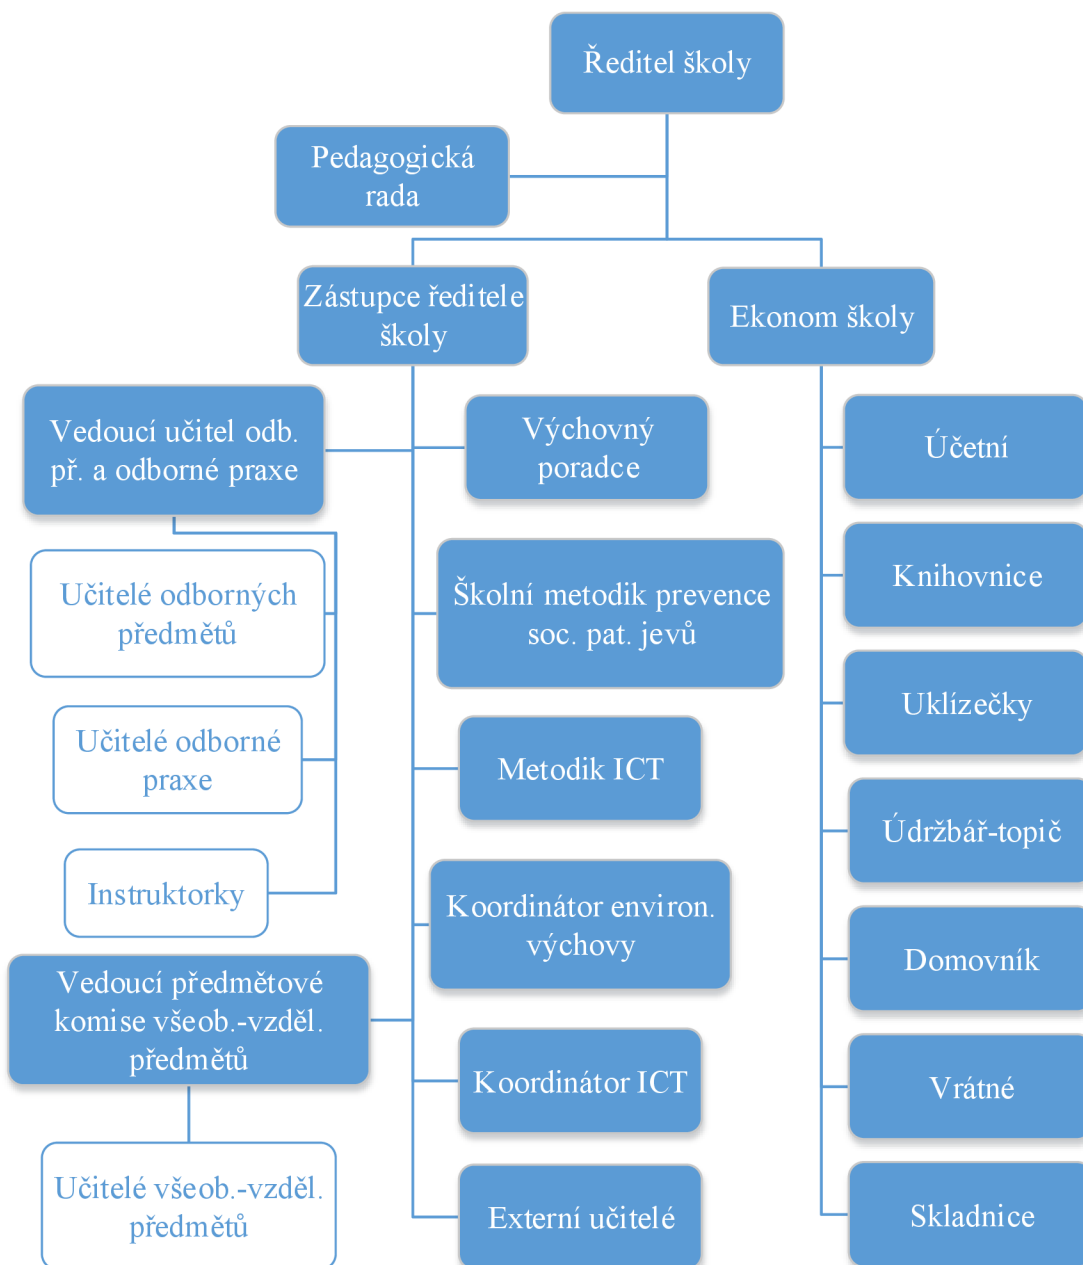 Ředitel školy
Pedagogická
rada
Zástupce ředitele
školy
Ekonom školy
Vedoucí učitel odb.
př. a odborné praxe
Učitelé odborných
předmětů
Učitelé odborné
praxe
Instruktorky
Vedoucí předmětové
komise všeob.-vzděl.
předmětů
Učitelé všeob.-vzděl.
předmětů
Výchovný
poradce
Školní metodik prevence
soc. pat. jevů
Metodik ICT
Koordinátor environ.
výchovy
Koordinátor ICT
Externí učitelé
Účetní
Knihovnice
Uklízečky
Údržbář-topič
Domovník
Vrátné
Skladnice